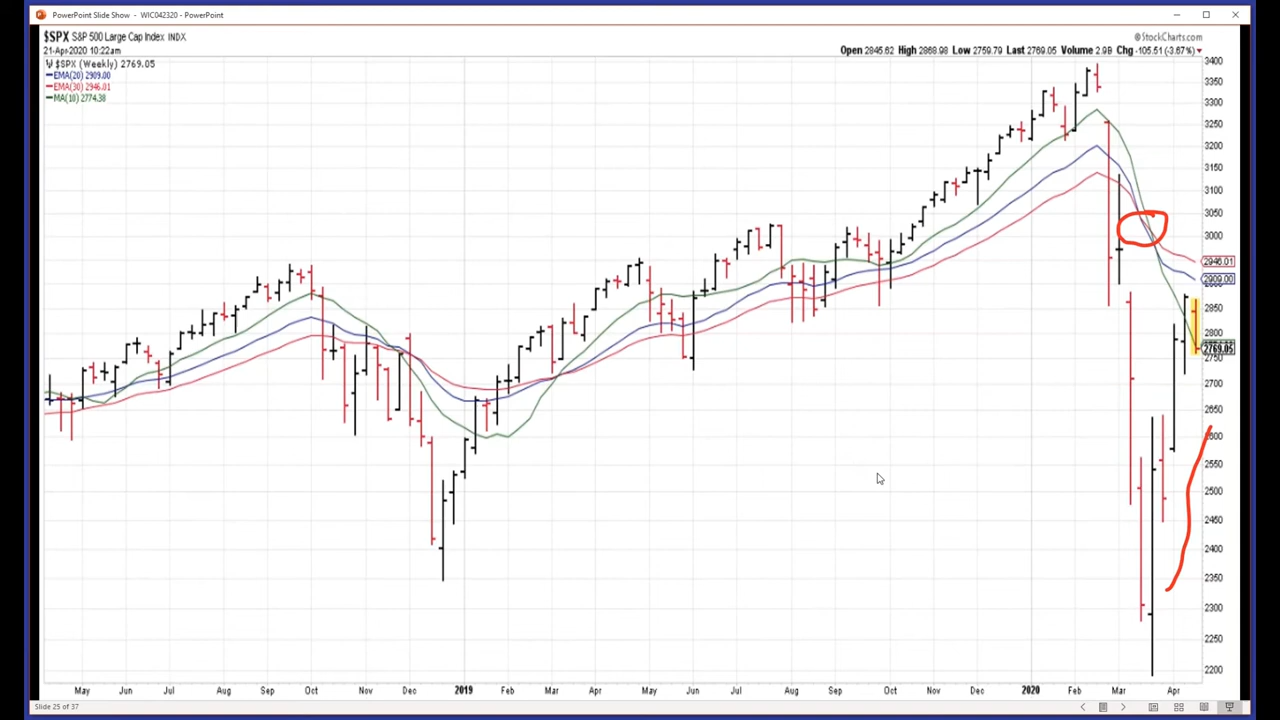 PowerPoint Slide Show - WIC042320 - PowerPoint
$SPX S&P 500 Large Cap Index INDX
© StockCharts.com
21-Apr-2020 10:22am
Open 2845.62 High 2868.98 Low 2759.79 Last 2769.05 Volume 2.9B Chg -105.51 (-3.67%)
$SPX (Weekly) 2769.05
EMA(20) 2909.00
EMA(30) 2946.01
MA(10) 2774.38
3400
3350
3300
3250
3200
3150
3100
3050
3000
2946.01
2909.00
2850
2800
2769.05
2750
2700
2650
2600
2550
2500
2450
2400
2350
2300
2250
2200
May Jun Jul Aug Sep Oct Nov Dec 2019 Feb Mar Apr May Jun Jul Aug Sep Oct Nov Dec 2020 Feb Mar Apr
Slide 25 of 37